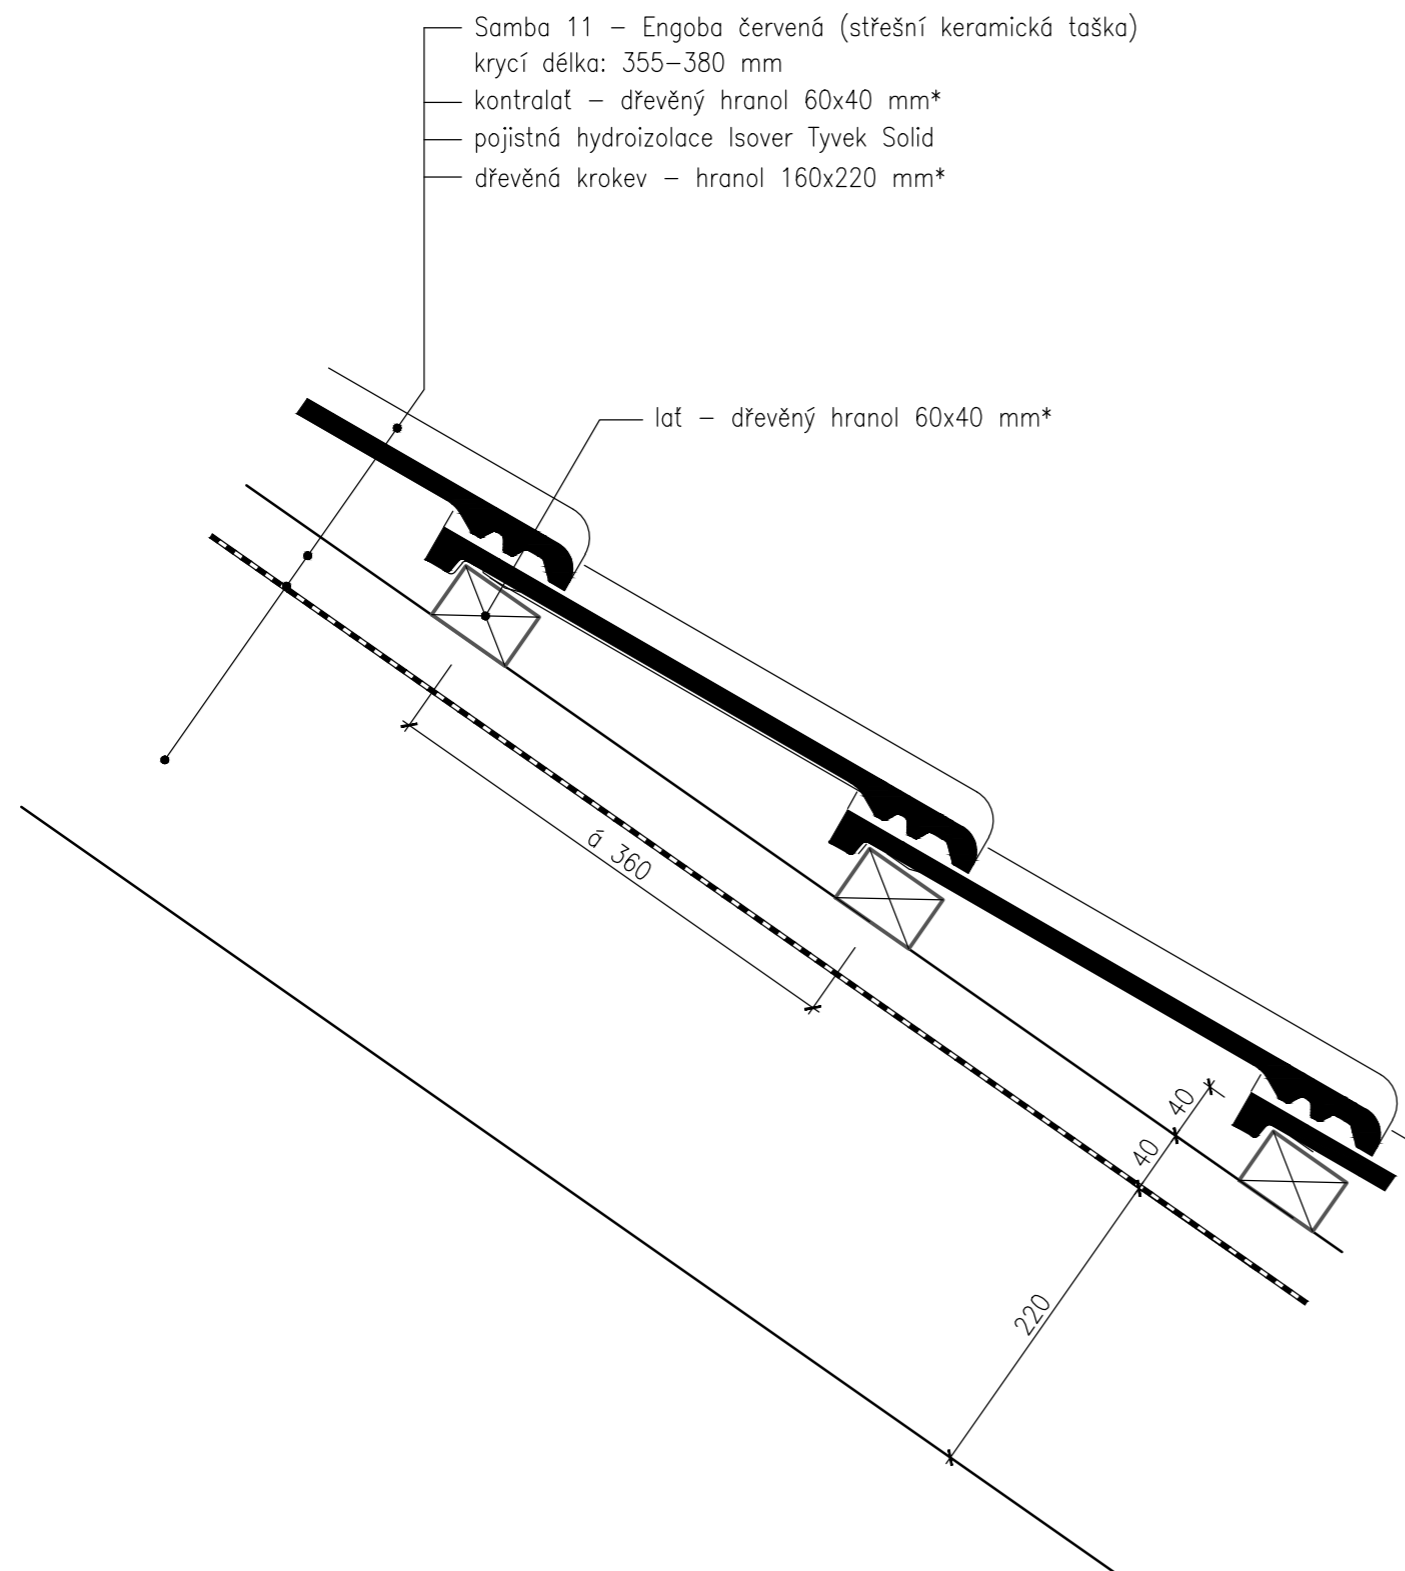 Samba 11 – Engoba červená (střešní keramická taška)
krycí délka: 355–380 mm
kontralať – dřevěný hranol 60x40 mm*
pojistná hydroizolace Isover Tyvek Solid
dřevěná krokev – hranol 160x220 mm*
lať – dřevěný hranol 60x40 mm*
á 360
40
40
220